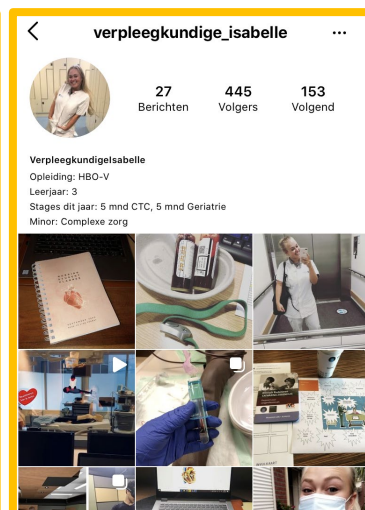 verpleegkundige_isabelle
27 445 153
Berichten Volgers Volgend
VerpleegkundigeIsabelle
Opleiding: HBO-V
Leerjaar: 3
Stages dit jaar: 5 mnd CTC, 5 mnd Geriatrie
Minor: Complexe zorg